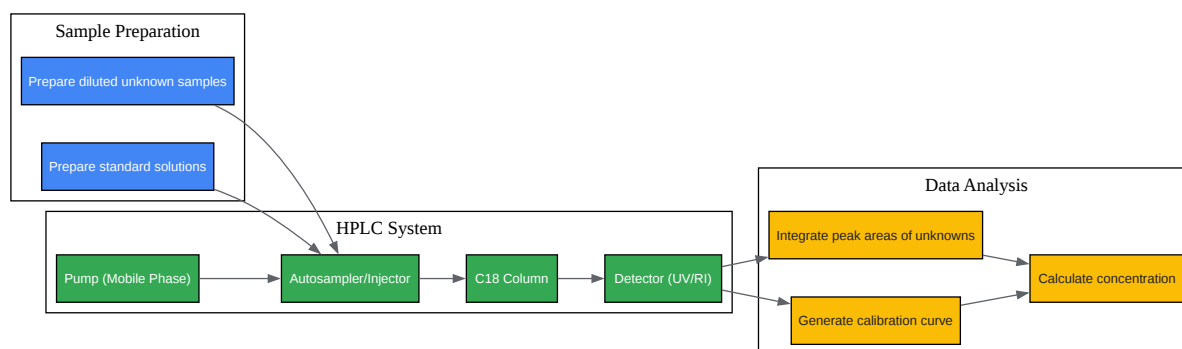 Sample Preparation
Prepare diluted unknown samples
Prepare standard solutions
HPLC System
Pump (Mobile Phase)
Autosampler/Injector
C18 Column
Detector (UV/RI)
Data Analysis
Integrate peak areas of unknowns
Generate calibration curve
Calculate concentration